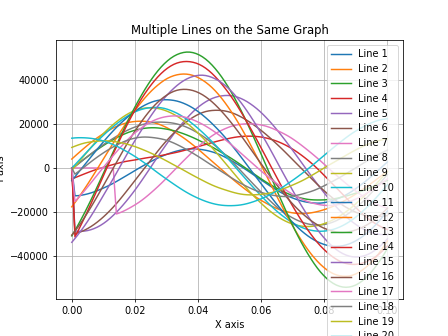 Multiple Lines on the Same Graph
40000
20000
0
−20000
−40000
0.00
0.02
0.04
0.06
X axis
Line 1
Line 2
Line 3
Line 4
Line 5
Line 6
Line 7
Line 8
Line 9
Line 10
Line 11
Line 12
Line 13
Line 14
Line 15
Line 16
Line 17
Line 18
Line 19
Line 20